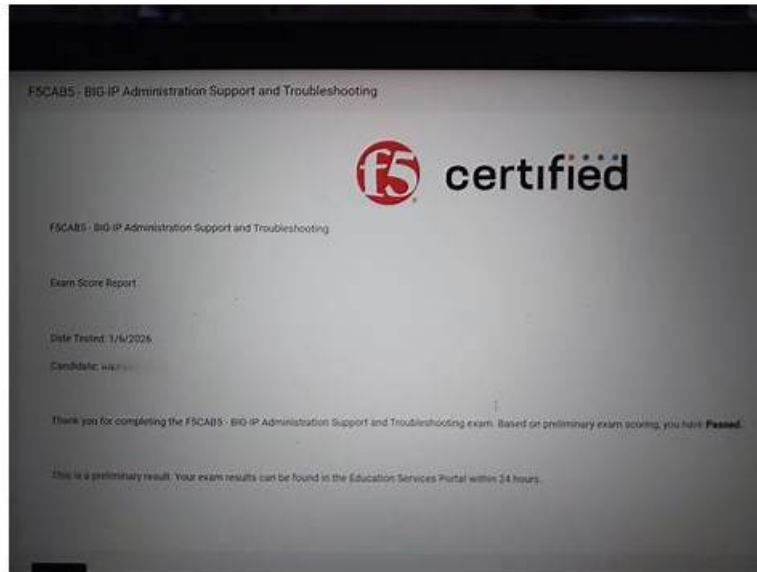 F5CAB5 - BIG-IP Administration Support and Troubleshooting
f5 certified
F5CAB5 - BIG-IP Administration Support and Troubleshooting
Exam Score Report
Date Tested: 1/6/2026
Candidate:
Thank you for completing the F5CAB5 - BIG-IP Administration Support and Troubleshooting exam. Based on preliminary exam scoring, you have Passed.
This is a preliminary result. Your exam results can be found in the Education Services Portal within 24 hours.